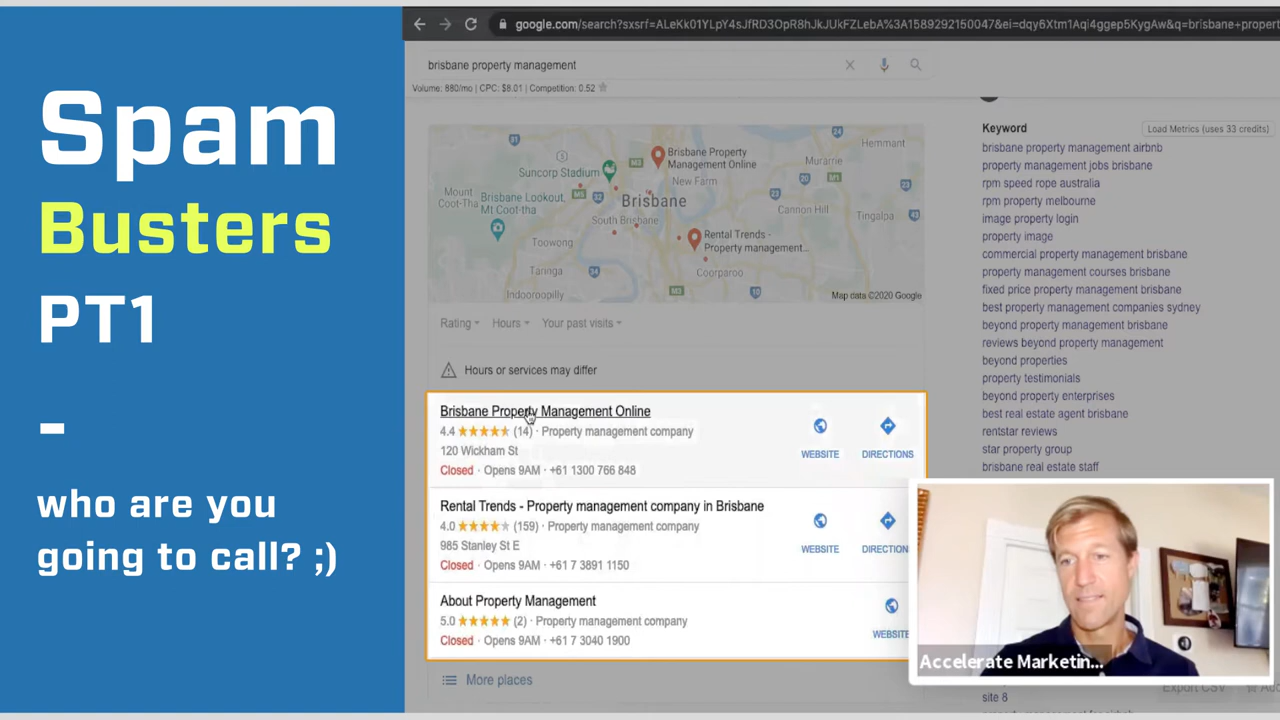 Spam
Busters
PT1
-
who are you
going to call? ;)
google.com/search?sxsrf=ALeKk01YLpY4sJfRD3OpR8hJkJUkFZLebA%3A1589292150047&ei=dqy6Xtm1Aqi4ggep5KygAw&q=brisbane+propert
brisbane property management
Volume: 880/mo | CPC: $8.01 | Competition: 0.52
Hemmant
Brisbane Property
Management Online
Murarrie
Suncorp Stadium
New Farm
Mount
Coot-tha
Brisbane Lookout,
Mt Coot-tha
Brisbane
Cannon Hill
Tingalpa
South Brisbane
Toowong
Rental Trends -
Property management...
Taringa
Coorparoo
Indooroopilly
Map data ©2020 Google
Rating
Hours
Your past visits
Hours or services may differ
Brisbane Property Management Online
4.4 (14) · Property management company
120 Wickham St
Closed · Opens 9AM · +61 1300 766 848
WEBSITE
DIRECTIONS
Rental Trends - Property management company in Brisbane
4.0 (159) · Property management company
985 Stanley St E
Closed · Opens 9AM · +61 7 3891 1150
WEBSITE
DIRECTION
About Property Management
5.0 (2) · Property management company
Closed · Opens 9AM · +61 7 3040 1900
WEBSITE
More places
Keyword
Load Metrics (uses 33 credits)
brisbane property management airbnb
property management jobs brisbane
rpm speed rope australia
rpm property melbourne
image property login
property image
commercial property management brisbane
property management courses brisbane
fixed price property management brisbane
best property management companies sydney
beyond property management brisbane
reviews beyond property management
beyond properties
property testimonials
beyond property enterprises
best real estate agent brisbane
rentstar reviews
star property group
brisbane real estate staff
Accelerate Marketin...
site 8
Export CSV